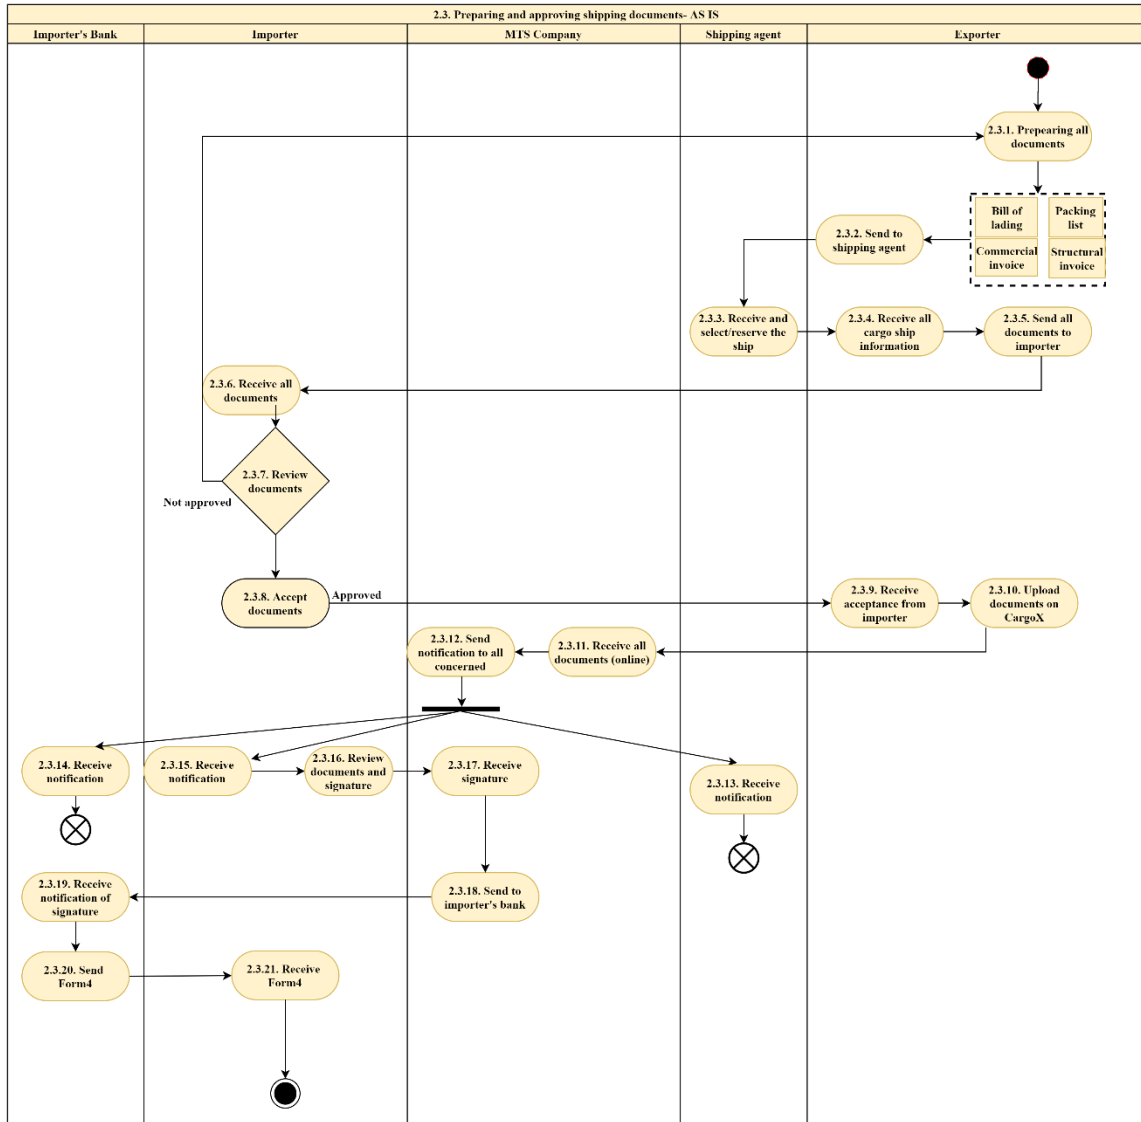 2.3. Preparing and approving shipping documents- AS IS
Importer's Bank
Importer
MTS Company
Shipping agent
Exporter
2.3.1. Prepearing all
documents
Bill of
lading
Packing
list
Commercial
invoice
Structural
invoice
2.3.2. Send to
shipping agent
2.3.3. Receive and
select/reserve the
ship
2.3.4. Receive all
cargo ship
information
2.3.5. Send all
documents to
importer
2.3.6. Receive all
documents
2.3.7. Review
documents
Not approved
2.3.8. Accept
documents
Approved
2.3.9. Receive
acceptance from
importer
2.3.10. Upload
documents on
CargoX
2.3.12. Send
notification to all
concerned
2.3.11. Receive all
documents (online)
2.3.14. Receive
notification
2.3.15. Receive
notification
2.3.16. Review
documents and
signature
2.3.17. Receive
signature
2.3.13. Receive
notification
2.3.19. Receive
notification of
signature
2.3.18. Send to
importer's bank
2.3.20. Send
Form4
2.3.21. Receive
Form4